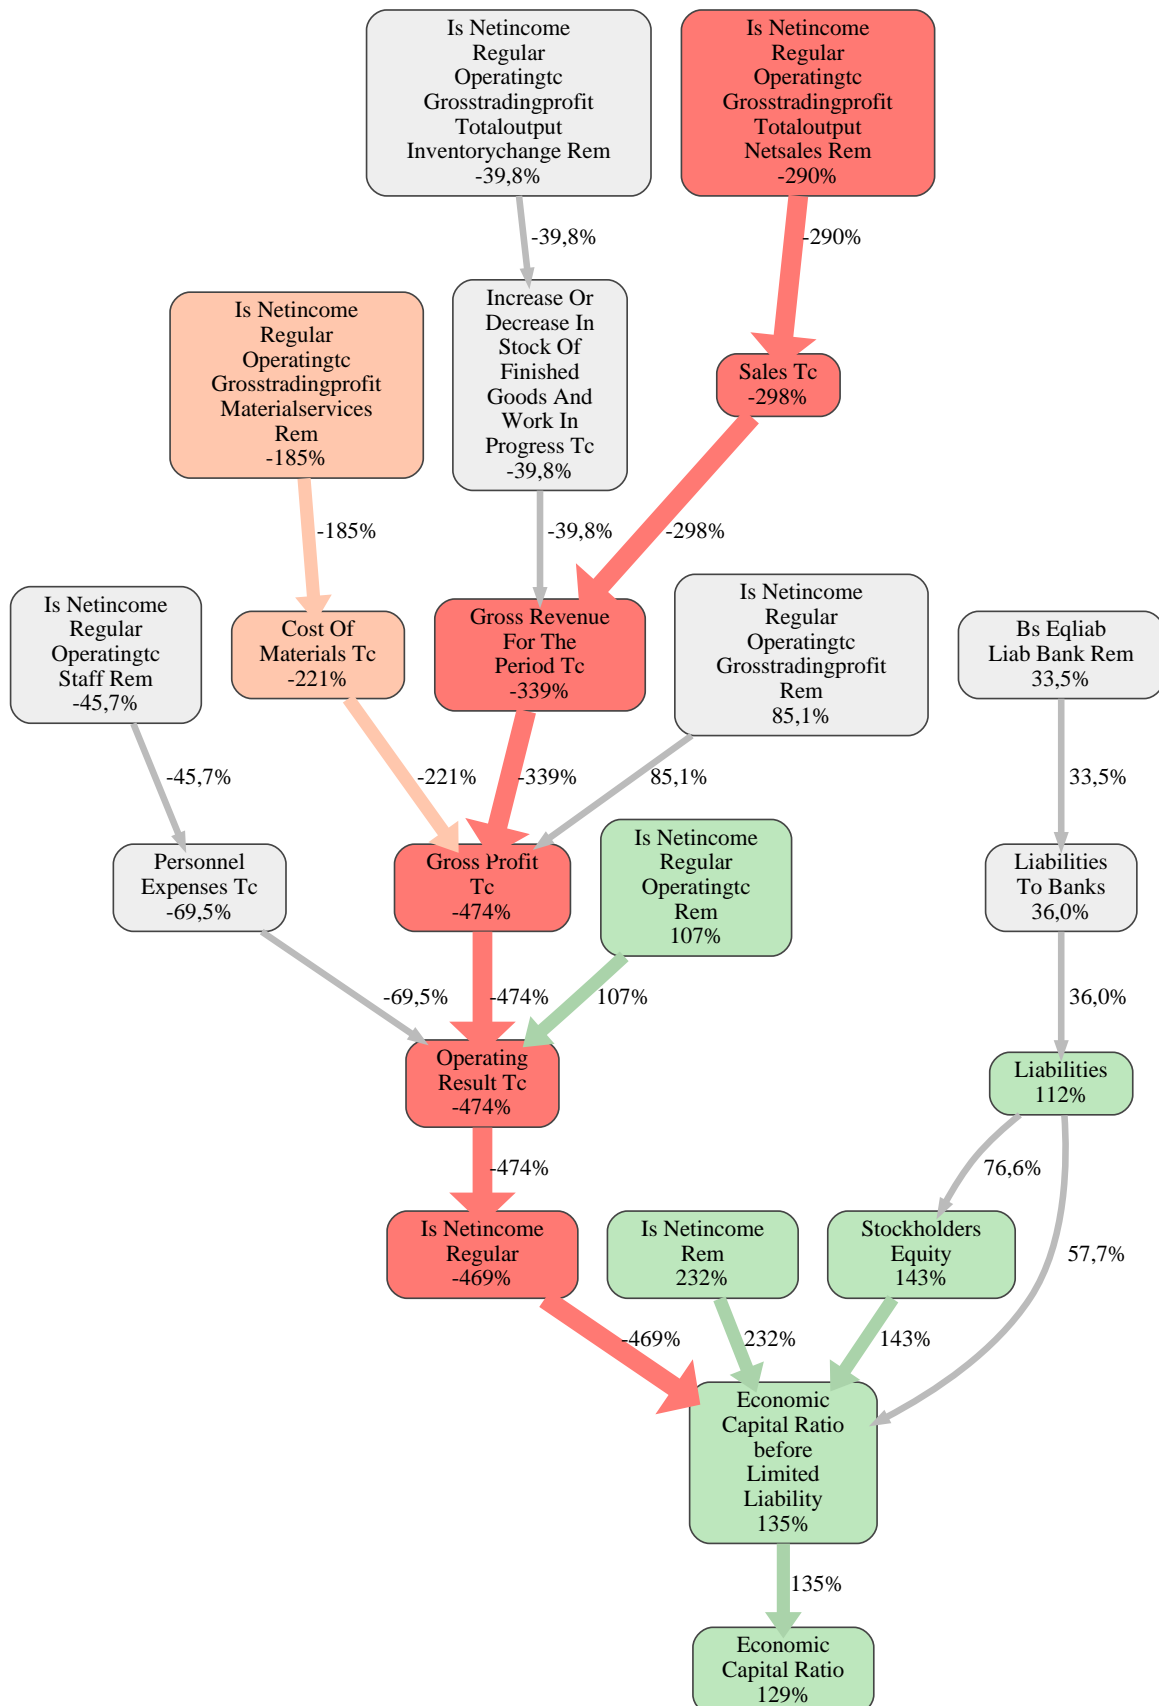 Is Netincome
Regular
Operatingtc
Grosstradingprofit
Totaloutput
Inventorychange Rem
-39,8%
Is Netincome
Regular
Operatingtc
Grosstradingprofit
Totaloutput
Netsales Rem
-290%
-39,8%
-290%
Is Netincome
Regular
Operatingtc
Grosstradingprofit
Materialservices
Rem
-185%
Increase Or
Decrease In
Stock Of
Finished
Goods And
Work In
Progress Tc
-39,8%
Sales Tc
-298%
-185%
-39,8%
-298%
Is Netincome
Regular
Operatingtc
Staff Rem
-45,7%
Cost Of
Materials Tc
-221%
Gross Revenue
For The
Period Tc
-339%
Is Netincome
Regular
Operatingtc
Grosstradingprofit
Rem
85,1%
Bs Eqliab
Liab Bank Rem
33,5%
-45,7%
-221%
-339%
85,1%
33,5%
Personnel
Expenses Tc
-69,5%
Gross Profit
Tc
-474%
Is Netincome
Regular
Operatingtc
Rem
107%
Liabilities
To Banks
36,0%
-69,5%
-474%
107%
36,0%
Operating
Result Tc
-474%
Liabilities
112%
-474%
76,6%
57,7%
Is Netincome
Regular
-469%
Is Netincome
Rem
232%
Stockholders
Equity
143%
-469%
232%
143%
Economic
Capital Ratio
before
Limited
Liability
135%
135%
Economic
Capital Ratio
129%